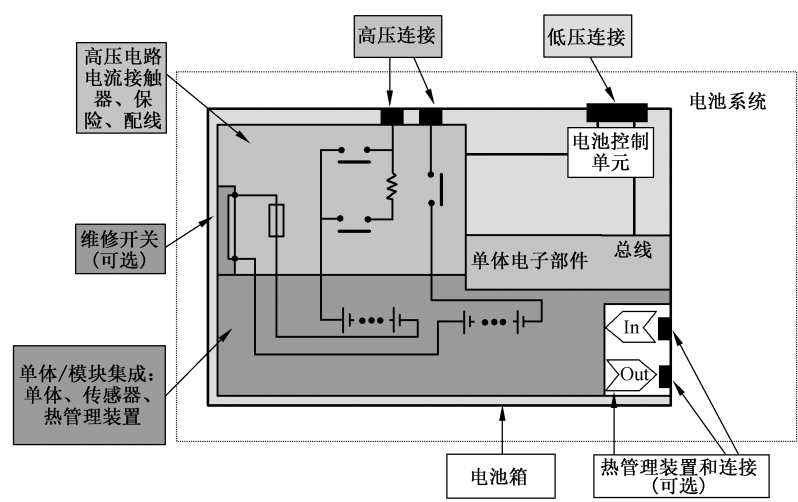 高压连接
低压连接
高压电路
电流接触
器、保
险、配线
电池系统
电池控制
单元
维修开关
(可选)
总线
单体电子部件
In
Out
单体/模块集成：
单体、传感器、
热管理装置
电池箱
热管理装置和连接
(可选)